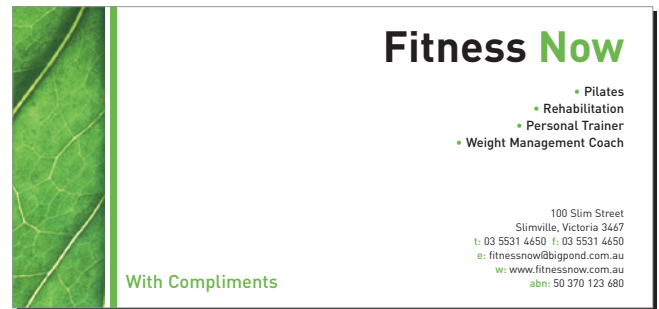 Fitness Now
• Pilates
• Rehabilitation
• Personal Trainer
• Weight Management Coach
100 Slim Street
Slimville, Victoria 3467
t: 03 5531 4650 f: 03 5531 4650
e: fitnessnow@bigpond.com.au
w: www.fitnessnow.com.au
abn: 50 370 123 680
With Compliments